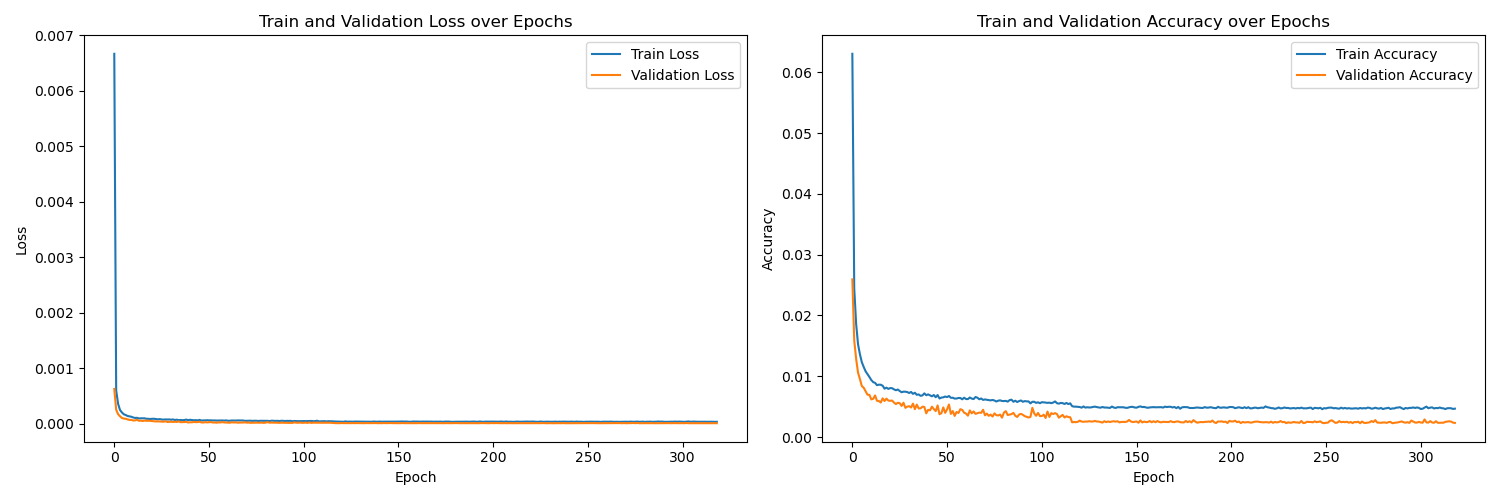 Train and Validation Loss over Epochs
0.007
0.006
0.005
0.004
0.003
0.002
0.001
0.000
Loss
0
50
100
150
200
250
300
Epoch
Train Loss
Validation Loss
Train and Validation Accuracy over Epochs
0.06
0.05
0.04
0.03
0.02
0.01
0.00
Accuracy
0
50
100
150
200
250
300
Epoch
Train Accuracy
Validation Accuracy